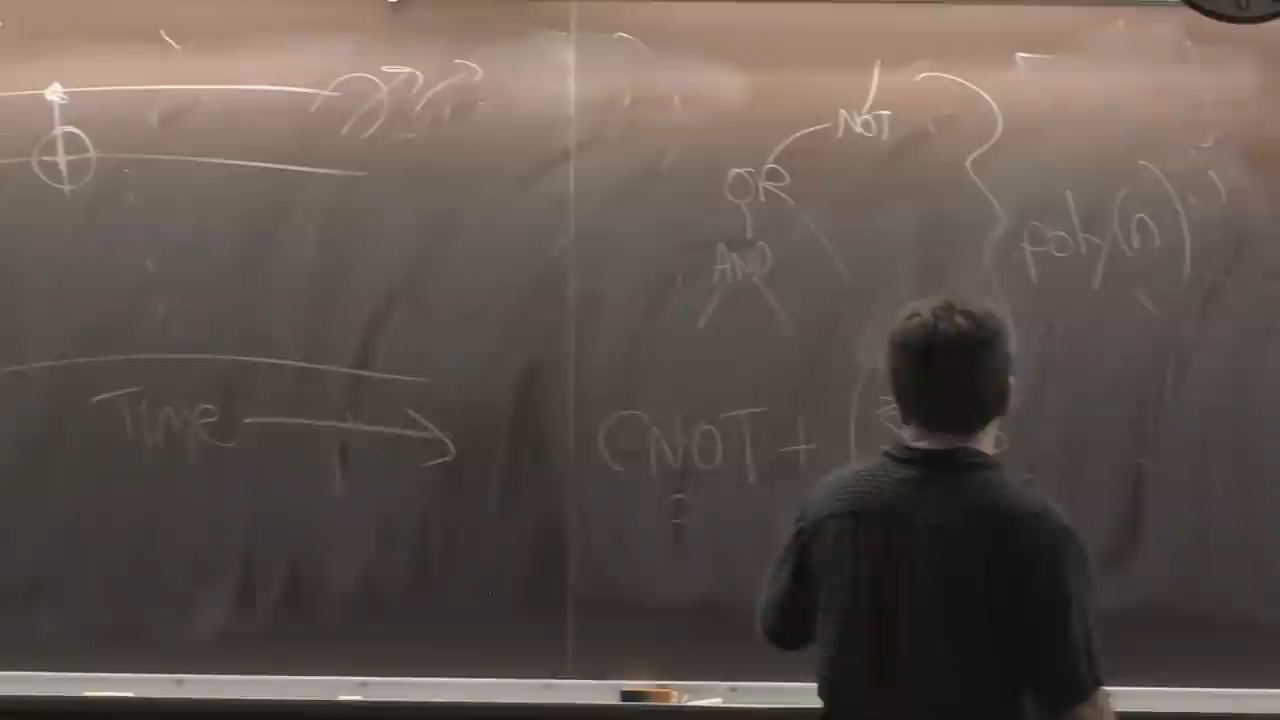 NOT
OR
AND
poly(n)
Time
CNOT +